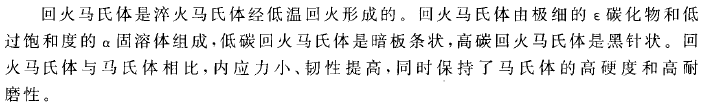 回火马氏体是淬火马氏体经低温回火形成的。回火马氏体由极细的 ε 碳化物和低
过饱和度的 α 固溶体组成,低碳回火马氏体是暗板条状,高碳回火马氏体是黑针状。回
火马氏体与马氏体相比,内应力小、韧性提高,同时保持了马氏体的高硬度和高耐
磨性。